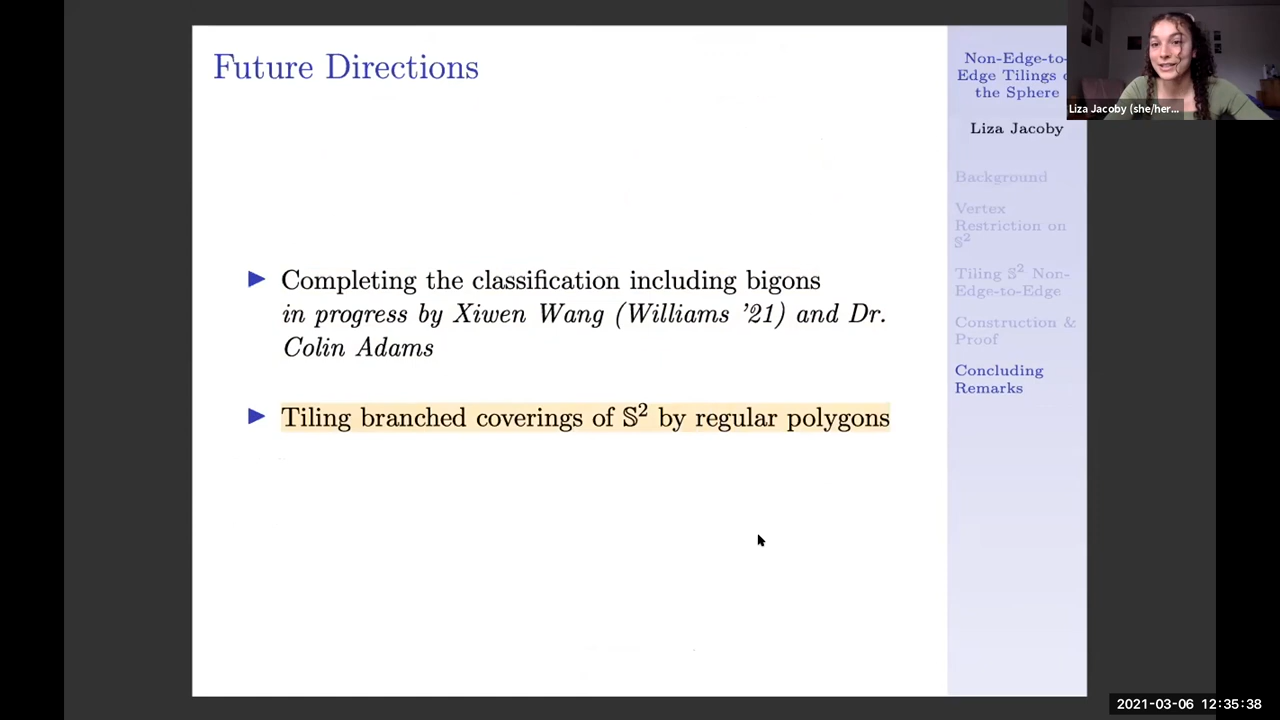 Future Directions
Completing the classification including bigons
in progress by Xiwen Wang (Williams '21) and Dr.
Colin Adams
Tiling branched coverings of 𝕊² by regular polygons
Non-Edge-to-
Edge Tilings
the Sphere
Liza Jacoby
Background
Vertex
Restriction on
𝕊²
Tiling 𝕊² Non-
Edge-to-Edge
Construction &
Proof
Concluding
Remarks
Liza Jacoby (she/her...
2021-03-06 12:35:38